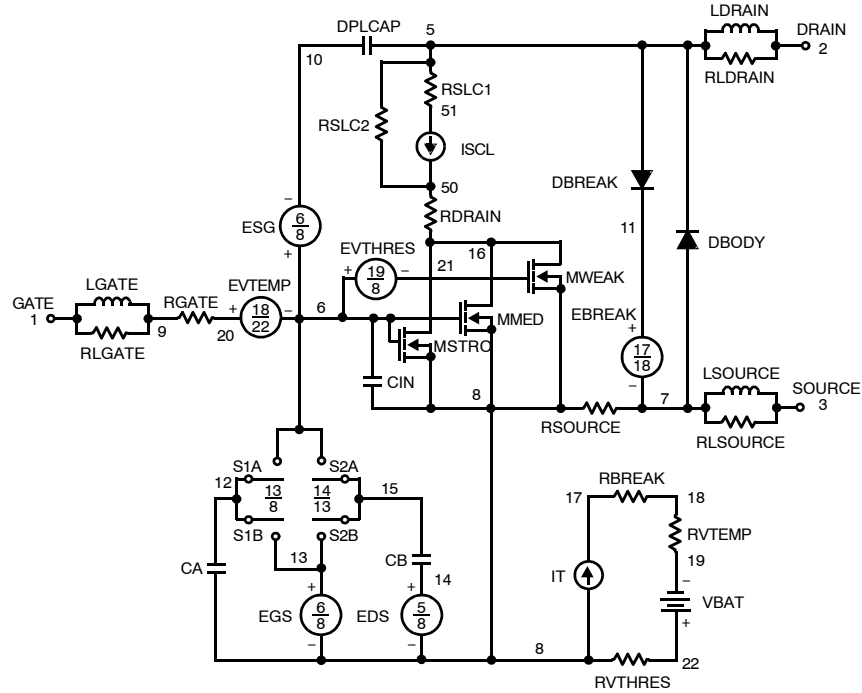 LDRAIN
DPLCAP 5 DRAIN
10 2
RLDRAIN
RSLC1
51
RSLC2
ISCL
50
DBREAK
RDRAIN
ESG 6 8
11
DBODY
EVTHRES
16
21
19 8
MWEAK
LGATE
EVTEMP
GATE
1
RGATE
18 22
6
EBREAK
MMED
9
20
RLGATE
MSTRO
17 18
CIN
8
LSOURCE
SOURCE
7
3
RSOURCE
RLSOURCE
S1A S2A
12
13 8
14 13
15
RBREAK
17 18
S1B S2B
RVTEMP
13
CB
19
CA
14
IT
VBAT
EGS 6 8
EDS 5 8
8
22
RVTHRES